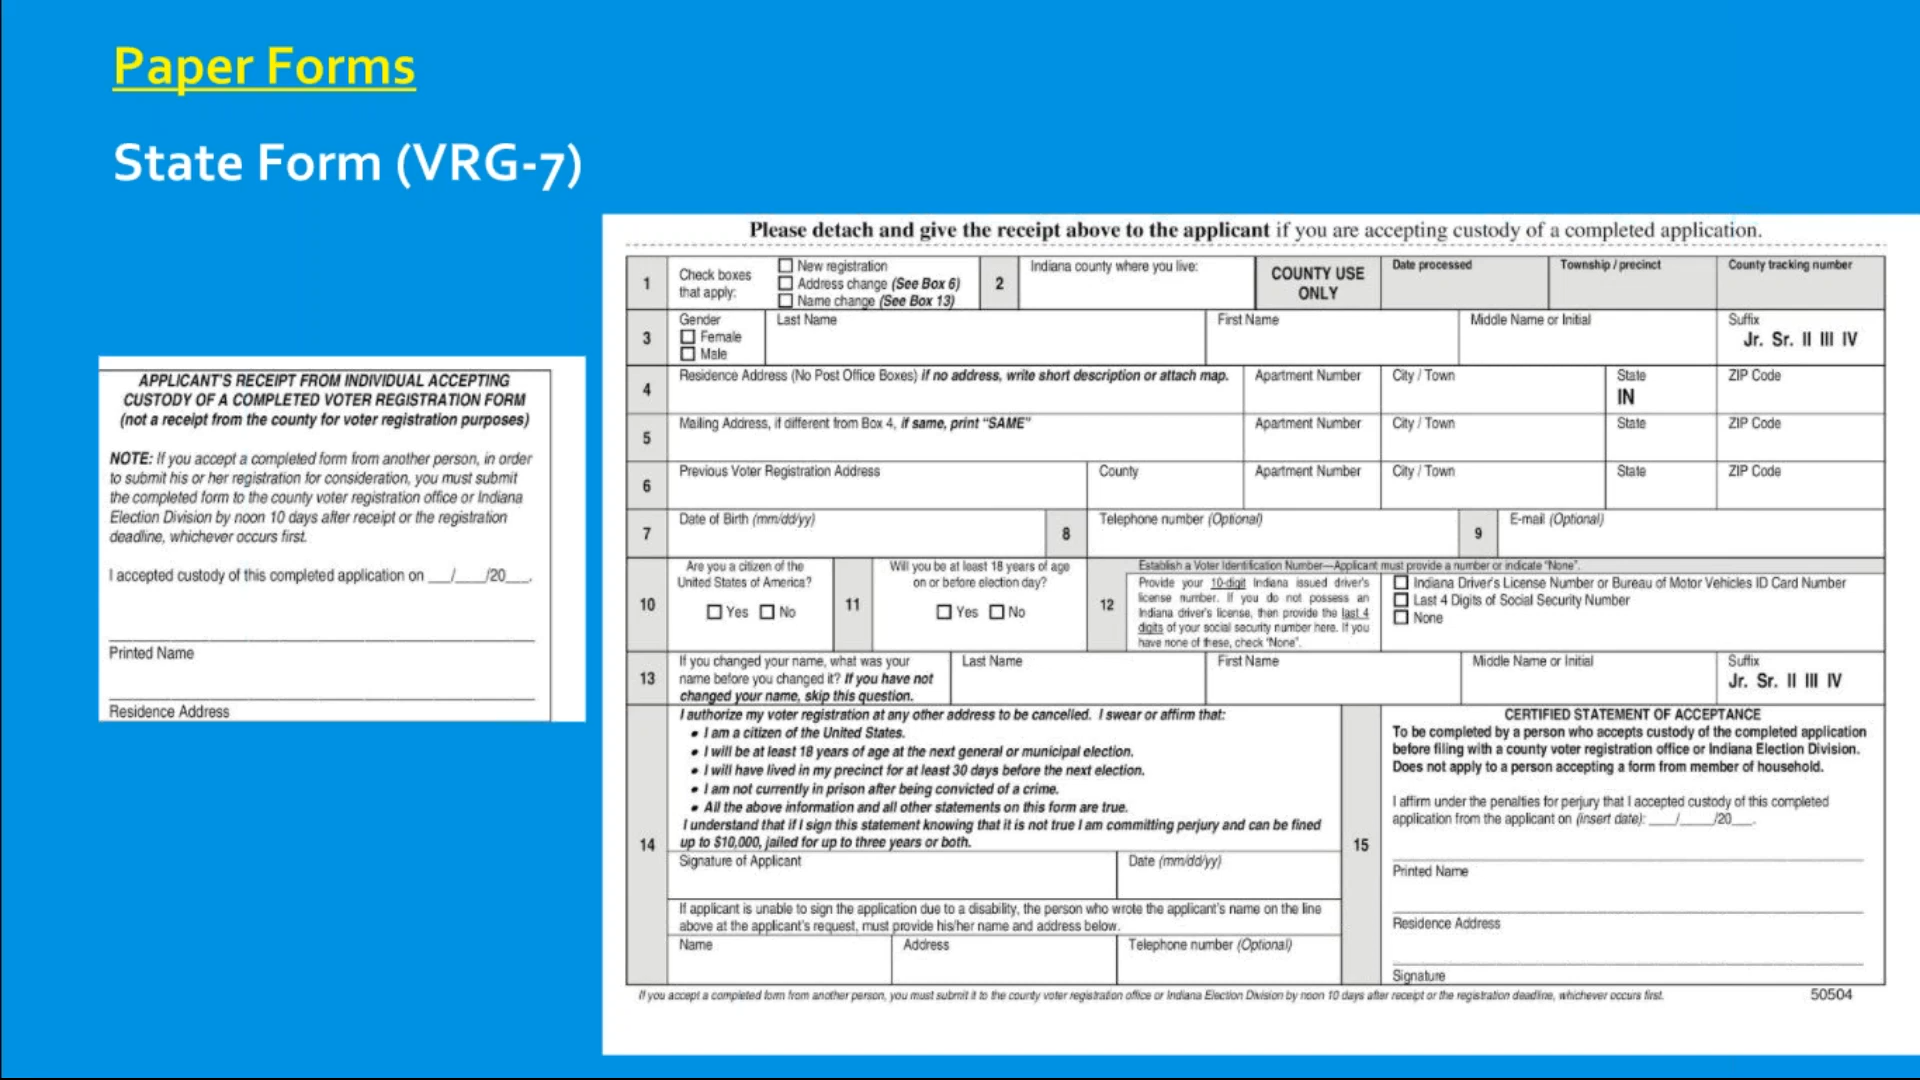 Paper Forms
State Form (VRG-7)
APPLICANT'S RECEIPT FROM INDIVIDUAL ACCEPTING
CUSTODY OF A COMPLETED VOTER REGISTRATION FORM
(not a receipt from the county for voter registration purposes)
NOTE: If you accept a completed form from another person, in order
to submit his or her registration for consideration, you must submit
the completed form to the county voter registration office or Indiana
Election Division by noon 10 days after receipt or the registration
deadline, whichever occurs first.
I accepted custody of this completed application on ___/____/20___.
Printed Name
Residence Address
Please detach and give the receipt above to the applicant if you are accepting custody of a completed application.
1 Check boxes that apply:
New registration
Address change (See Box 6)
Name change (See Box 13)
2 Indiana county where you live:
COUNTY USE ONLY
Date processed Township / precinct County tracking number
3 Gender
Female
Male
Last Name First Name Middle Name or Initial Suffix
Jr. Sr. II III IV
4 Residence Address (No Post Office Boxes) if no address, write short description or attach map. Apartment Number City / Town State ZIP Code
IN
5 Mailing Address, if different from Box 4, if same, print “SAME” Apartment Number City / Town State ZIP Code
6 Previous Voter Registration Address County Apartment Number City / Town State ZIP Code
7 Date of Birth (mm/dd/yy) 8 Telephone number (Optional) 9 E-mail (Optional)
10 Are you a citizen of the
United States of America?
Yes No
11 Will you be at least 18 years of age
on or before election day?
Yes No
12 Establish a Voter Identification Number—Applicant must provide a number or indicate “None”.
Provide your 10-digit Indiana issued driver's
license number. If you do not possess an
Indiana driver's license, then provide the last 4
digits of your social security number here. If you
have none of these, check “None”.
Indiana Driver's License Number or Bureau of Motor Vehicles ID Card Number
Last 4 Digits of Social Security Number
None
13 If you changed your name, what was your
name before you changed it? If you have not
changed your name, skip this question.
Last Name First Name Middle Name or Initial Suffix
Jr. Sr. II III IV
14 I authorize my voter registration at any other address to be cancelled. I swear or affirm that:
• I am a citizen of the United States.
• I will be at least 18 years of age at the next general or municipal election.
• I will have lived in my precinct for at least 30 days before the next election.
• I am not currently in prison after being convicted of a crime.
• All the above information and all other statements on this form are true.
I understand that if I sign this statement knowing that it is not true I am committing perjury and can be fined
up to $10,000, jailed for up to three years or both.
Signature of Applicant Date (mm/dd/yy)
If applicant is unable to sign the application due to a disability, the person who wrote the applicant's name on the line
above at the applicant's request, must provide his/her name and address below.
Name Address Telephone number (Optional)
15 CERTIFIED STATEMENT OF ACCEPTANCE
To be completed by a person who accepts custody of the completed application
before filing with a county voter registration office or Indiana Election Division.
Does not apply to a person accepting a form from member of household.
I affirm under the penalties for perjury that I accepted custody of this completed
application from the applicant on (insert date): ____/_____/20___.
Printed Name
Residence Address
Signature
If you accept a completed form from another person, you must submit it to the county voter registration office or Indiana Election Division by noon 10 days after receipt or the registration deadline, whichever occurs first.
50504